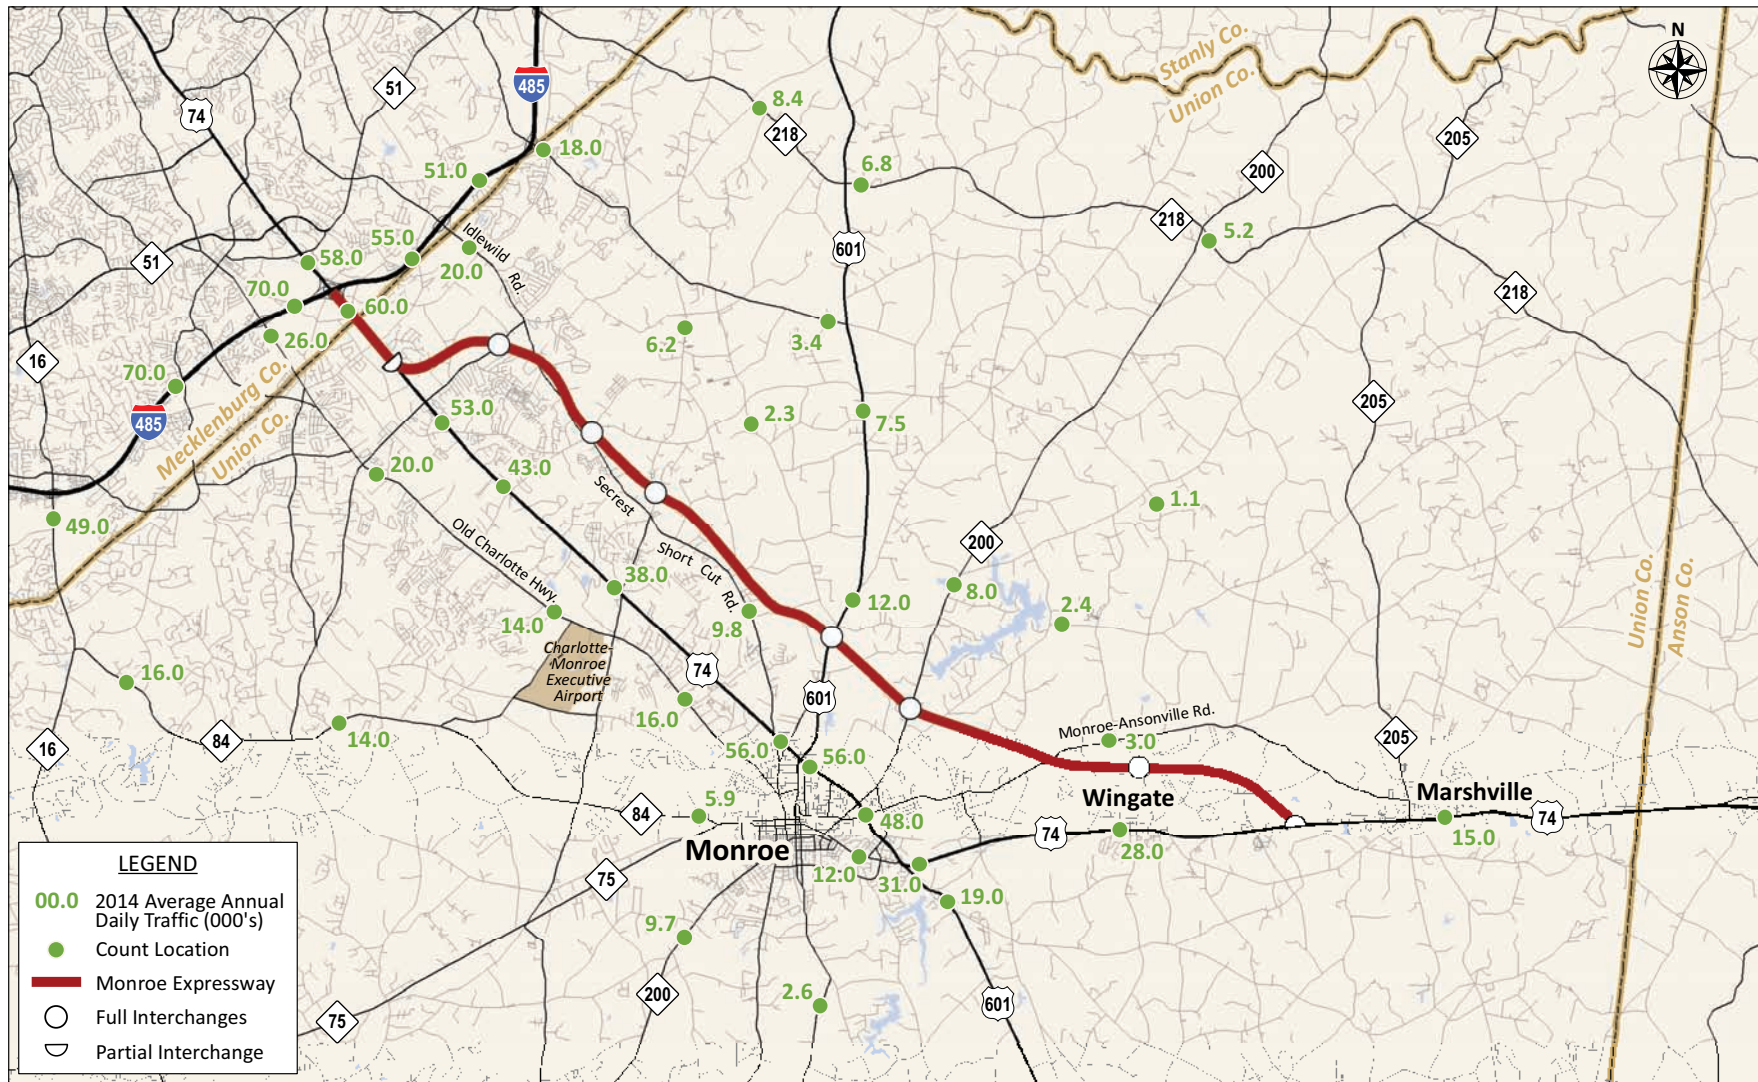 N
Stanly Co.
Union Co.
485
51
74
8.4
218
205
18.0
51.0
6.8
200
218
5.2
Idlewild Rd.
601
55.0
20.0
51
58.0
70.0
60.0
218
26.0
6.2
3.4
16
70.0
Mecklenburg Co.
Union Co.
485
53.0
2.3
7.5
205
20.0
43.0
Secrest
Short Cut
Rd.
1.1
49.0
Old Charlotte Hwy.
200
38.0
12.0
8.0
2.4
14.0
9.8
Union Co.
Anson Co.
Charlotte-
Monroe
Executive
Airport
74
601
16.0
16.0
Monroe-Ansonville Rd.
14.0
84
16
3.0
205
56.0
56.0
Wingate
Marshville
84
5.9
48.0
74
28.0
15.0
74
Monroe
12.0
31.0
75
19.0
9.7
200
2.6
601
75
LEGEND
00.0 2014 Average Annual
Daily Traffic (000's)
Count Location
Monroe Expressway
Full Interchanges
Partial Interchange